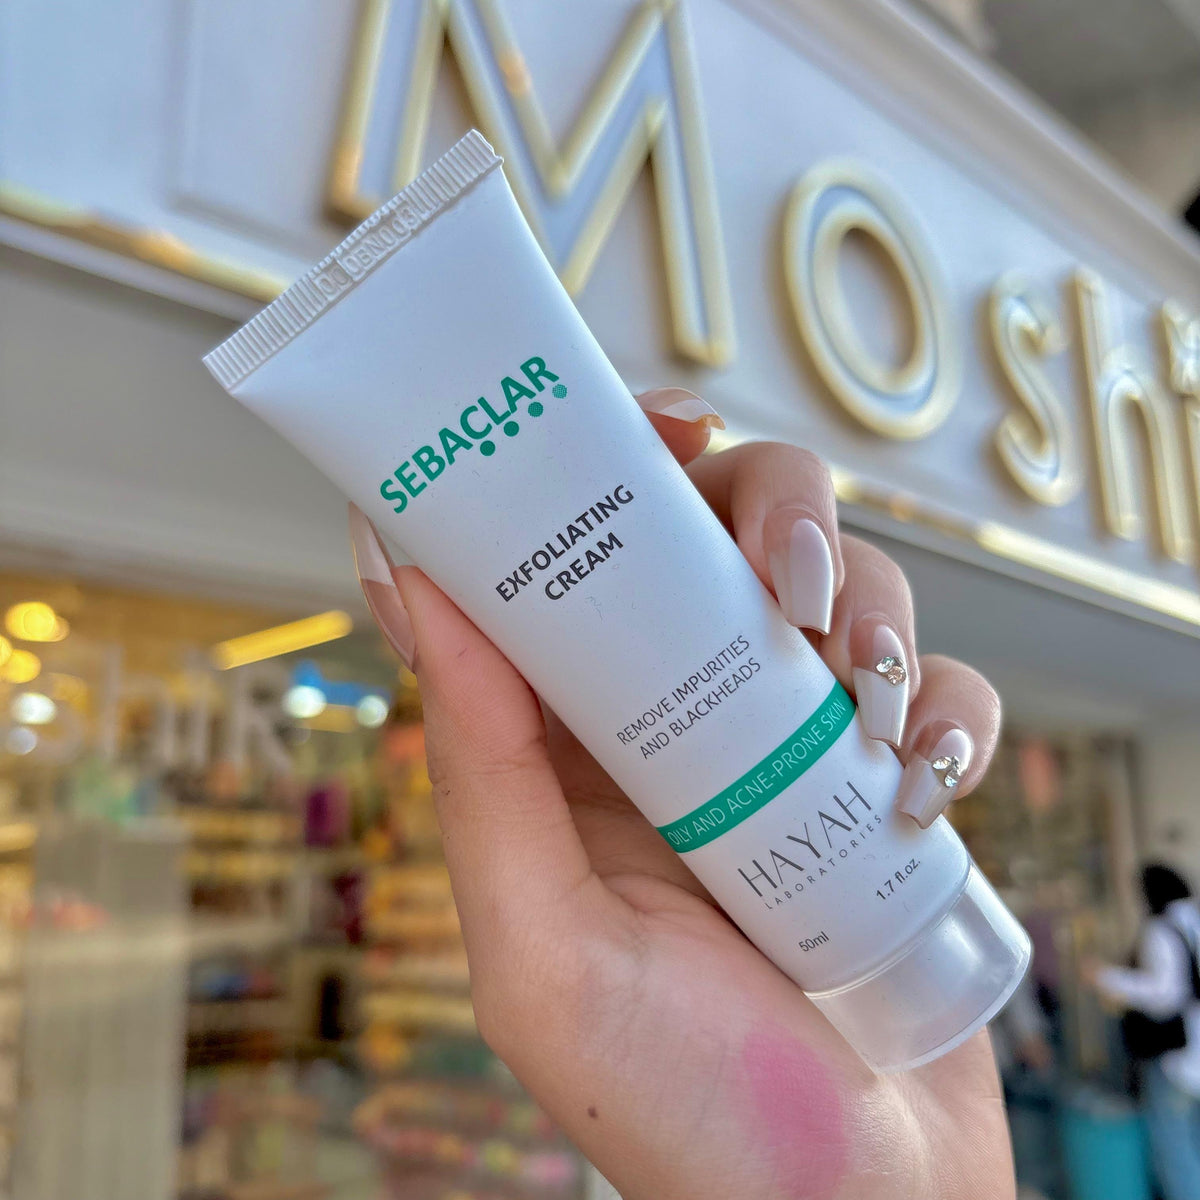 Moshi
SEBACLAR
EXFOLIATING
CREAM
REMOVE IMPURITIES
AND BLACKHEADS
OILY AND ACNE-PRONE SKIN
HAYAH
LABORATORIES
50ml
1.7 fl.oz.